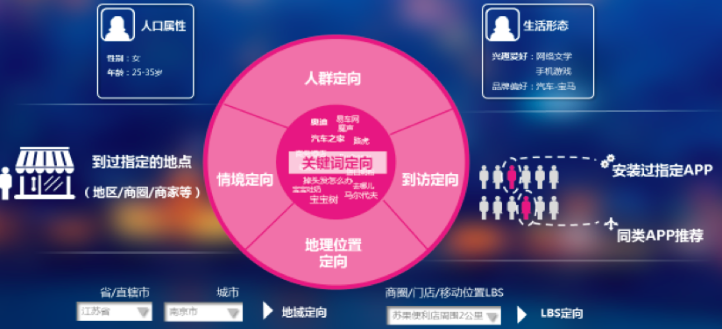 人口属性
性别：女
年龄：25-35岁
生活形态
兴趣爱好：网络文学
手机游戏
品牌偏好：汽车-宝马
人群定向
奥迪
易车网
汽车之家
路虎
关键词定向
掉头发怎么办
去哪儿
宝宝吐奶
马尔代夫
宝宝树
情境定向
到访定向
地理位置
定向
到过指定的地点
（地区/商圈/商家等）
安装过指定APP
同类APP推荐
省/直辖市
城市
江苏省
南京市
地域定向
商圈/门店/移动位置LBS
苏果便利店周围2公里
LBS定向